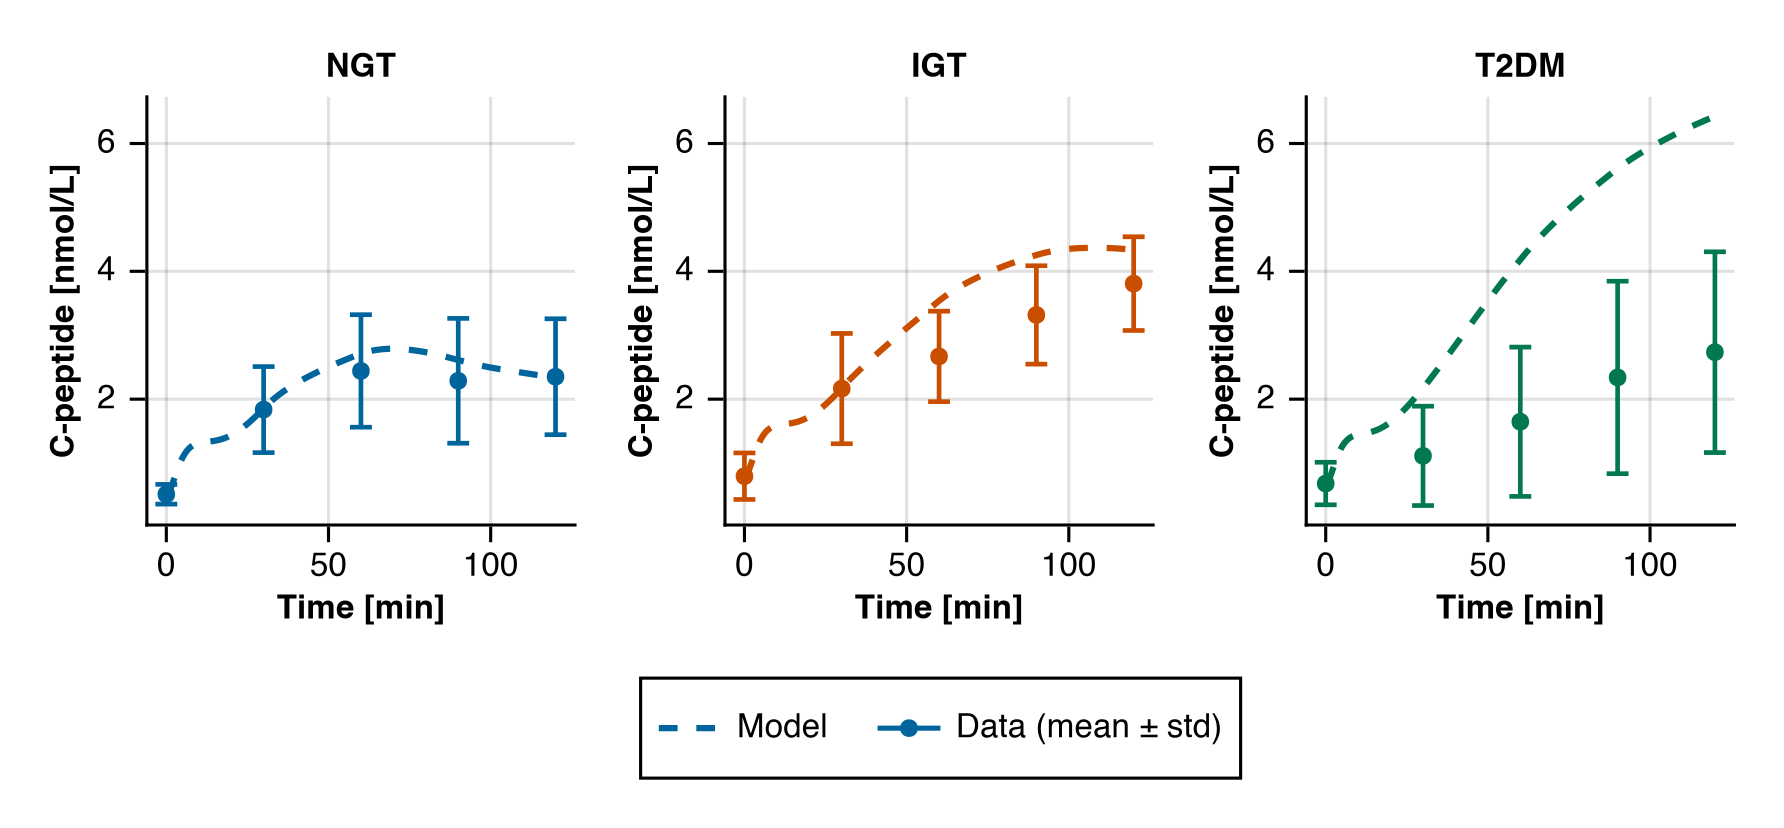 NGT
IGT
T2DM
C-peptide [nmol/L]
6
4
2
0
50
100
Time [min]
C-peptide [nmol/L]
6
4
2
0
50
100
Time [min]
C-peptide [nmol/L]
6
4
2
0
50
100
Time [min]
Model
Data (mean ± std)